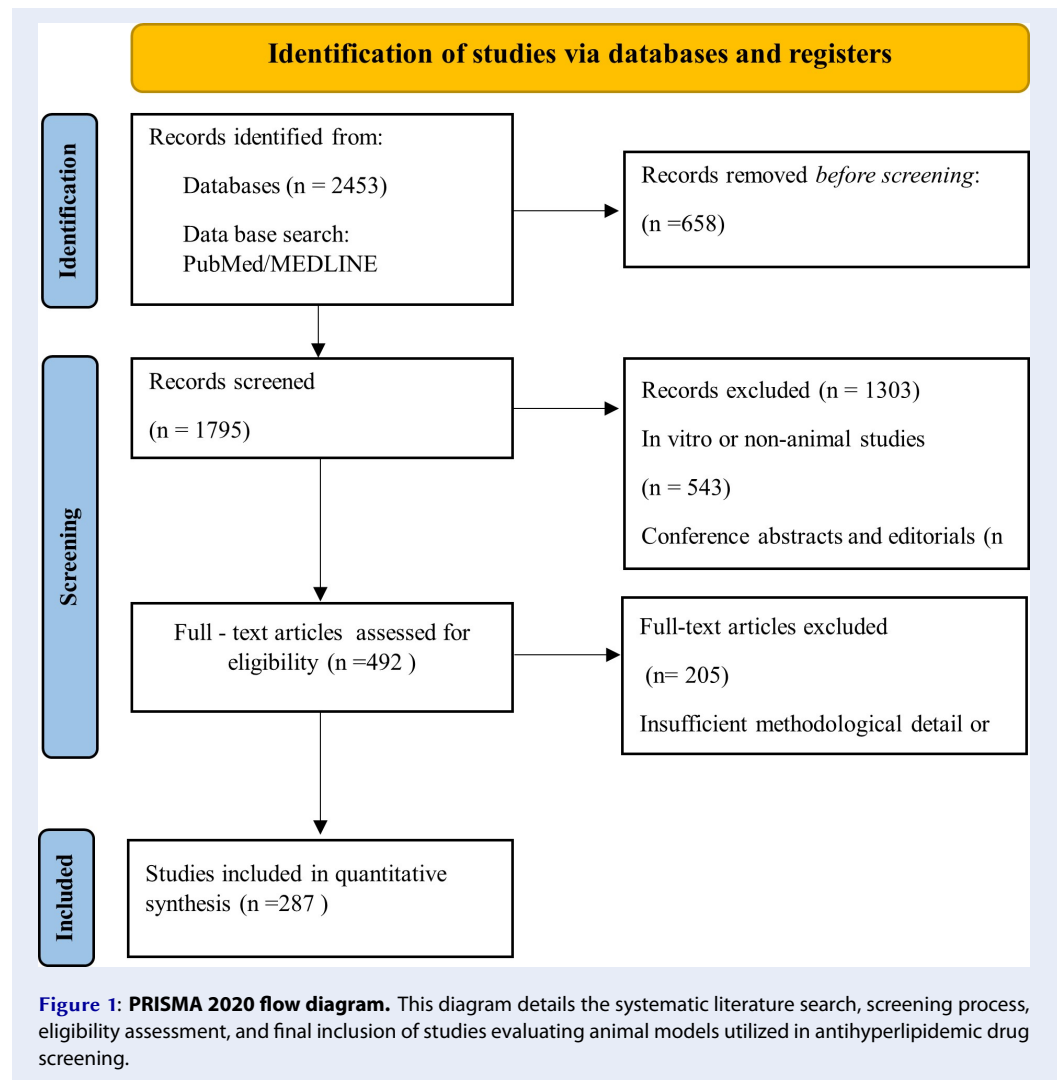 Identification of studies via databases and registers
Identification
Records identified from:
Databases (n = 2453)
Data base search:
PubMed/MEDLINE
Records removed before screening:
(n =658)
Screening
Records screened
(n = 1795)
Records excluded (n = 1303)
In vitro or non-animal studies
(n = 543)
Conference abstracts and editorials (n
Full - text articles assessed for
eligibility (n =492 )
Full-text articles excluded
(n= 205)
Insufficient methodological detail or
Included
Studies included in quantitative
synthesis (n =287 )
Figure 1: PRISMA 2020 flow diagram. This diagram details the systematic literature search, screening process,
eligibility assessment, and final inclusion of studies evaluating animal models utilized in antihyperlipidemic drug
screening.